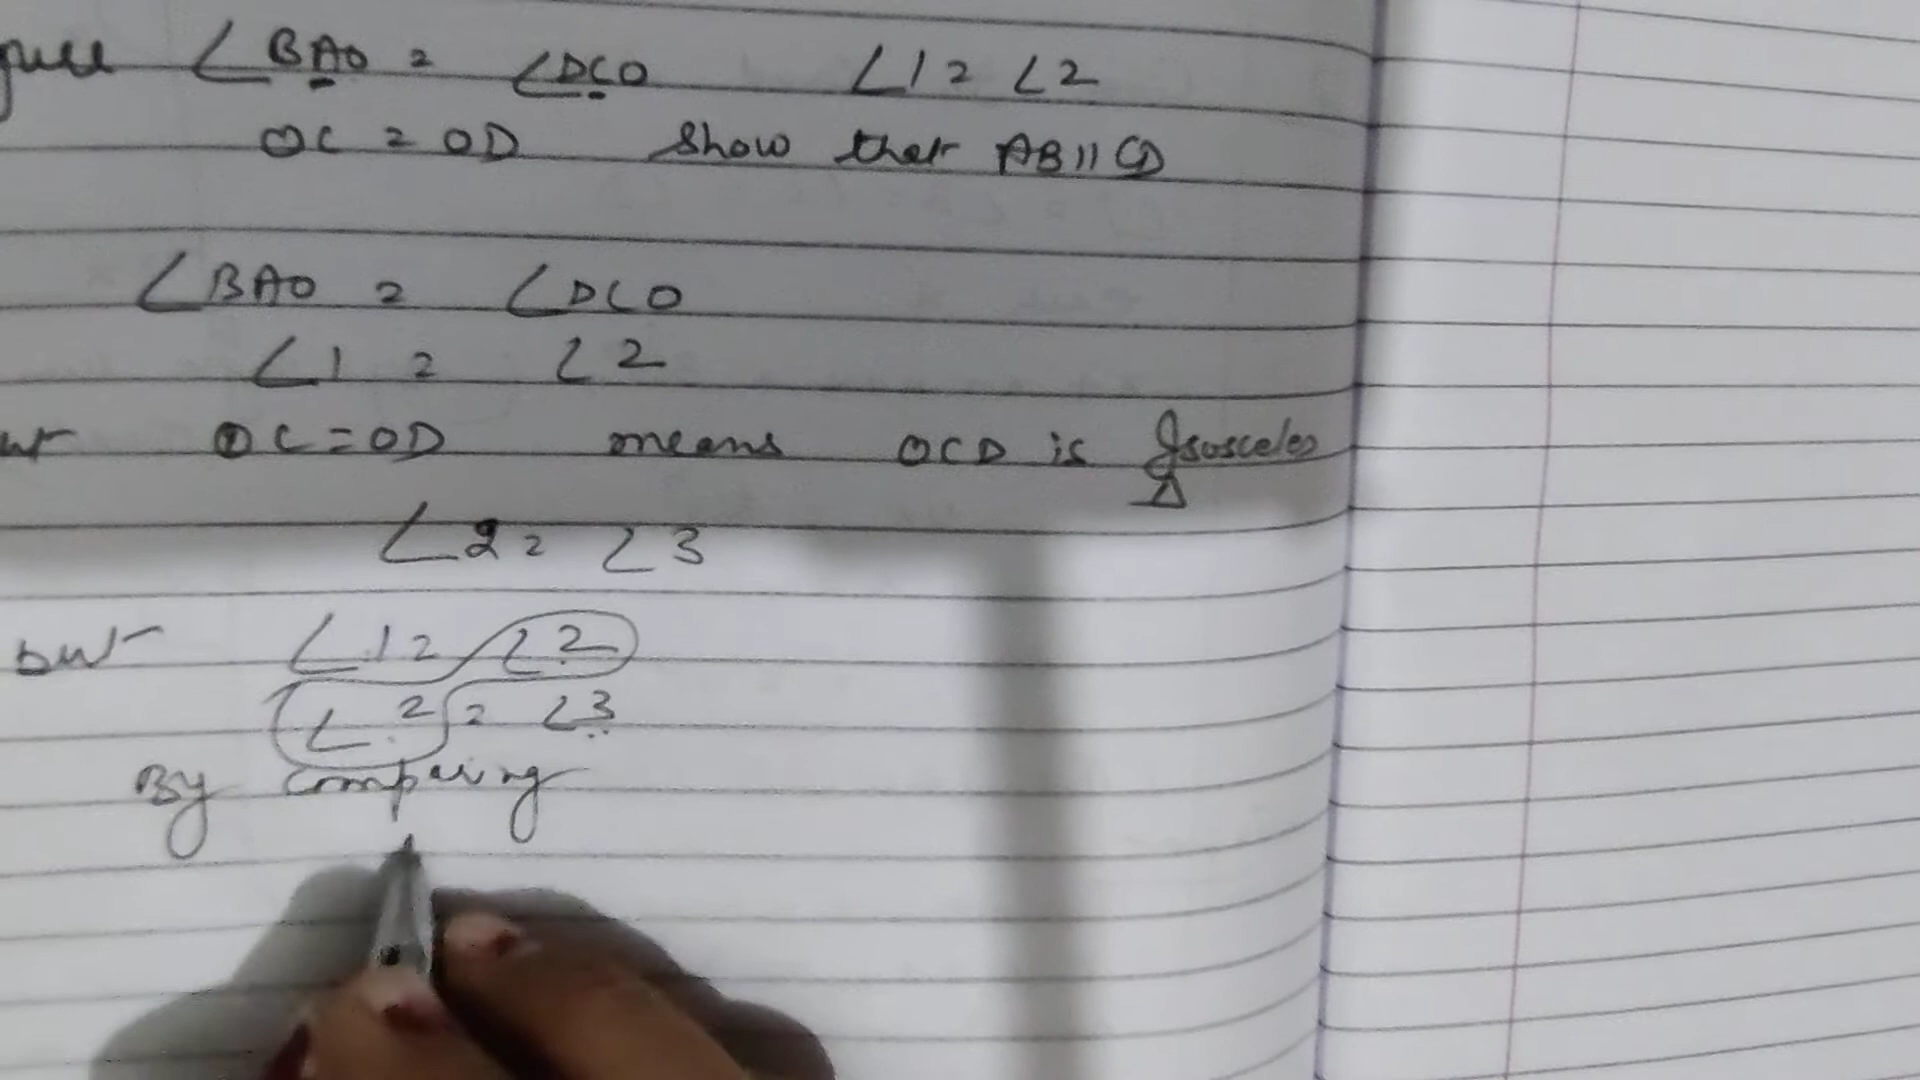 ∠BAO = ∠DCO ∠1 = ∠2
OC = OD Show that AB || CD
∠BAO = ∠DCO
∠1 = ∠2
OC = OD means OCD is Isosceles
Δ
∠2 = ∠3
but ∠1 = ∠2
∠2 = ∠3
By comparing